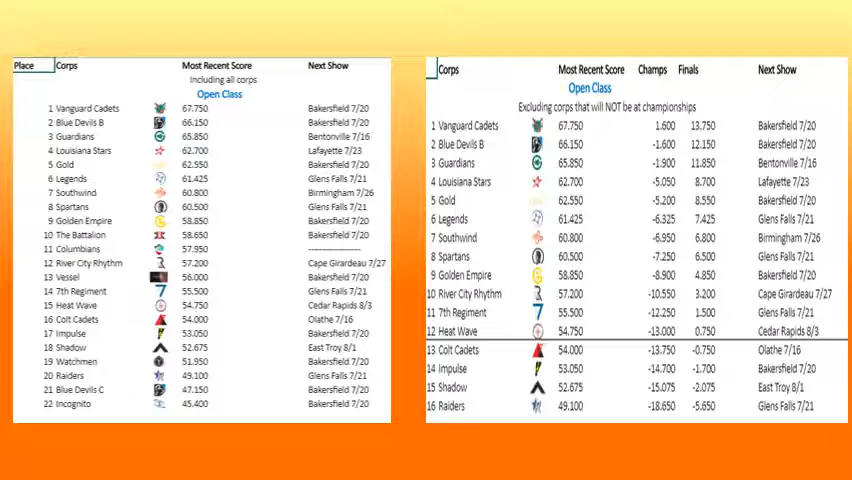 Place Corps Most Recent Score Next Show
Including all corps
Open Class
1 Vanguard Cadets 67.750 Bakersfield 7/20
2 Blue Devils B 66.150 Bakersfield 7/20
3 Guardians 65.850 Bentonville 7/16
4 Louisiana Stars 62.700 Lafayette 7/23
5 Gold 62.550 Bakersfield 7/20
6 Legends 61.425 Glens Falls 7/21
7 Southwind 60.800 Birmingham 7/26
8 Spartans 60.500 Glens Falls 7/21
9 Golden Empire 58.850 Bakersfield 7/20
10 The Battalion 58.650 Bakersfield 7/20
11 Columbians 57.950 -------------------
12 River City Rhythm 57.200 Cape Girardeau 7/27
13 Vessel 56.000 Bakersfield 7/20
14 7th Regiment 55.500 Glens Falls 7/21
15 Heat Wave 54.750 Cedar Rapids 8/3
16 Colt Cadets 54.000 Olathe 7/16
17 Impulse 53.050 Bakersfield 7/20
18 Shadow 52.675 East Troy 8/1
19 Watchmen 51.950 Bakersfield 7/20
20 Raiders 49.100 Glens Falls 7/21
21 Blue Devils C 47.150 Bakersfield 7/20
22 Incognito 45.400 Bakersfield 7/20
Corps Most Recent Score Champs Finals Next Show
Open Class
Excluding corps that will NOT be at championships
1 Vanguard Cadets 67.750 1.600 13.750 Bakersfield 7/20
2 Blue Devils B 66.150 -1.600 12.150 Bakersfield 7/20
3 Guardians 65.850 -1.900 11.850 Bentonville 7/16
4 Louisiana Stars 62.700 -5.050 8.700 Lafayette 7/23
5 Gold 62.550 -5.200 8.550 Bakersfield 7/20
6 Legends 61.425 -6.325 7.425 Glens Falls 7/21
7 Southwind 60.800 -6.950 6.800 Birmingham 7/26
8 Spartans 60.500 -7.250 6.500 Glens Falls 7/21
9 Golden Empire 58.850 -8.900 4.850 Bakersfield 7/20
10 River City Rhythm 57.200 -10.550 3.200 Cape Girardeau 7/27
11 7th Regiment 55.500 -12.250 1.500 Glens Falls 7/21
12 Heat Wave 54.750 -13.000 0.750 Cedar Rapids 8/3
13 Colt Cadets 54.000 -13.750 -0.750 Olathe 7/16
14 Impulse 53.050 -14.700 -1.700 Bakersfield 7/20
15 Shadow 52.675 -15.075 -2.075 East Troy 8/1
16 Raiders 49.100 -18.650 -5.650 Glens Falls 7/21